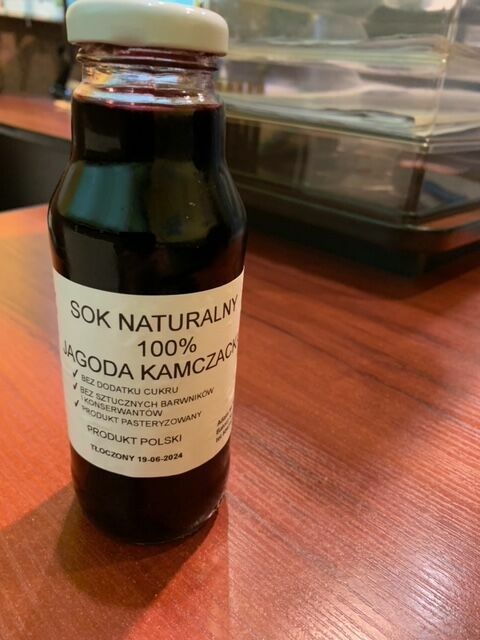 SOK NATURALNY
100%
JAGODA KAMCZACK
✓ BEZ DODATKU CUKRU
✓ BEZ SZTUCZNYCH BARWNIKÓW
I KONSERWANTÓW
✓ PRODUKT PASTERYZOWANY
PRODUKT POLSKI
TŁOCZONY 19-06-2024